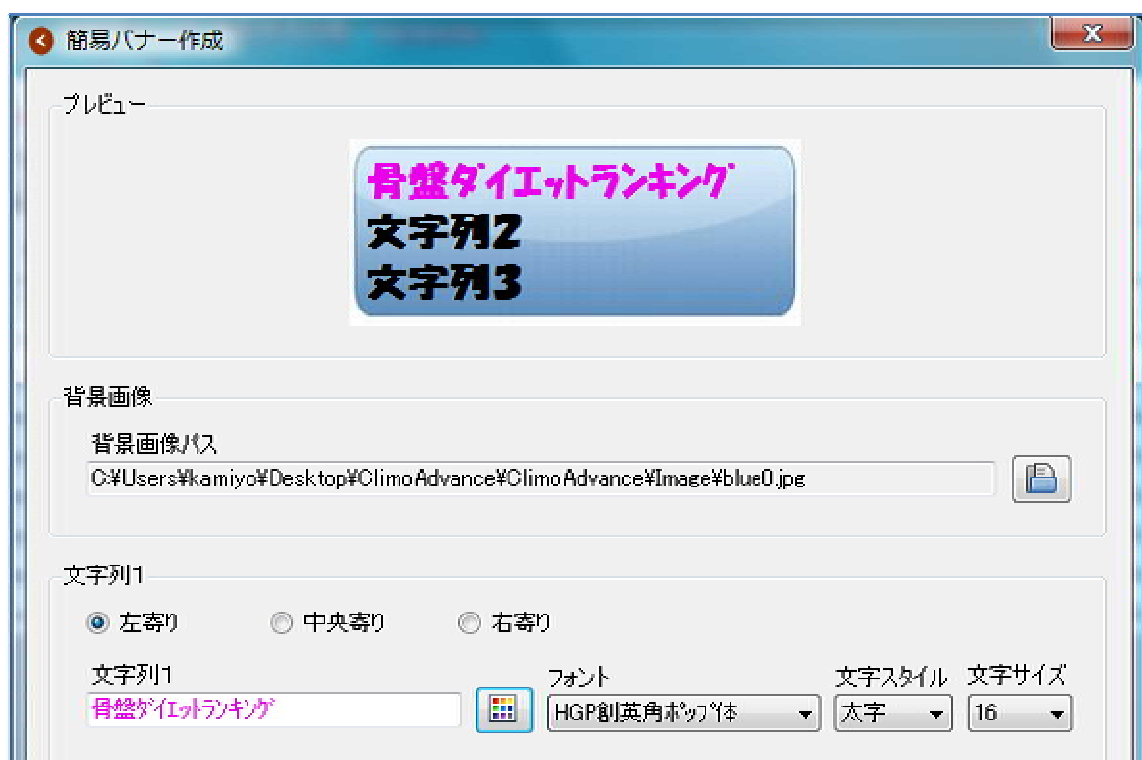 簡易バナー作成
プレビュー
骨盤ダイエットランキング
文字列2
文字列3
背景画像
背景画像パス
C:¥Users¥kamiyo¥Desktop¥ClimoAdvance¥ClimoAdvance¥Image¥blue0.jpg
文字列1
左寄り 中央寄り 右寄り
文字列1 フォント 文字スタイル 文字サイズ
骨盤ダイエットランキング HGP創英角ポップ体 太字 16